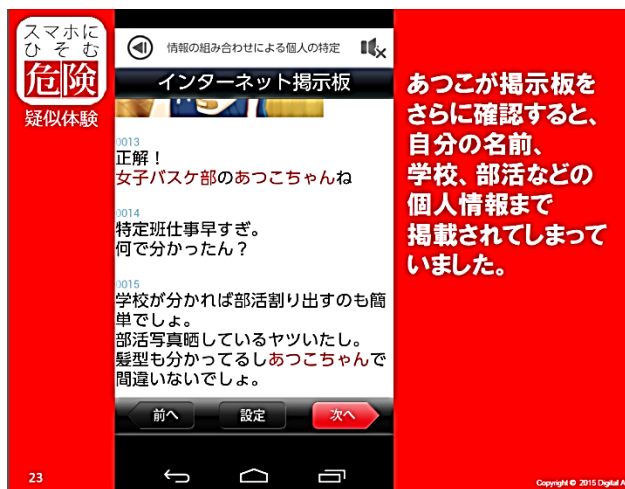 スマホに
ひそむ
危険
疑似体験
情報の組み合わせによる個人の特定
インターネット掲示板
0013
正解！
女子バスケ部のあつこちゃんね
0014
特定班仕事早すぎ。
何で分かったん？
0015
学校が分かれば部活割り出すのも簡
単でしょ。
部活写真晒しているヤツいたし。
髪型も分かってるしあつこちゃんで
間違いないでしょ。
前へ
設定
次へ
あつこが掲示板を
さらに確認すると、
自分の名前、
学校、部活などの
個人情報まで
掲載されてしまって
いました。
23
Copyright © 2015 Digital A